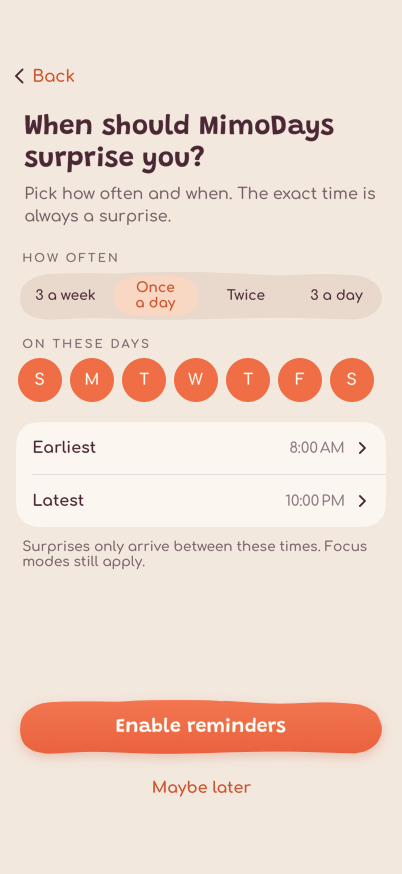 Back
When should MimoDays
surprise you?
Pick how often and when. The exact time is
always a surprise.
HOW OFTEN
3 a week
Once
a day
Twice
3 a day
ON THESE DAYS
S M T W T F S
Earliest 8:00 AM
Latest 10:00 PM
Surprises only arrive between these times. Focus
modes still apply.
Enable reminders
Maybe later